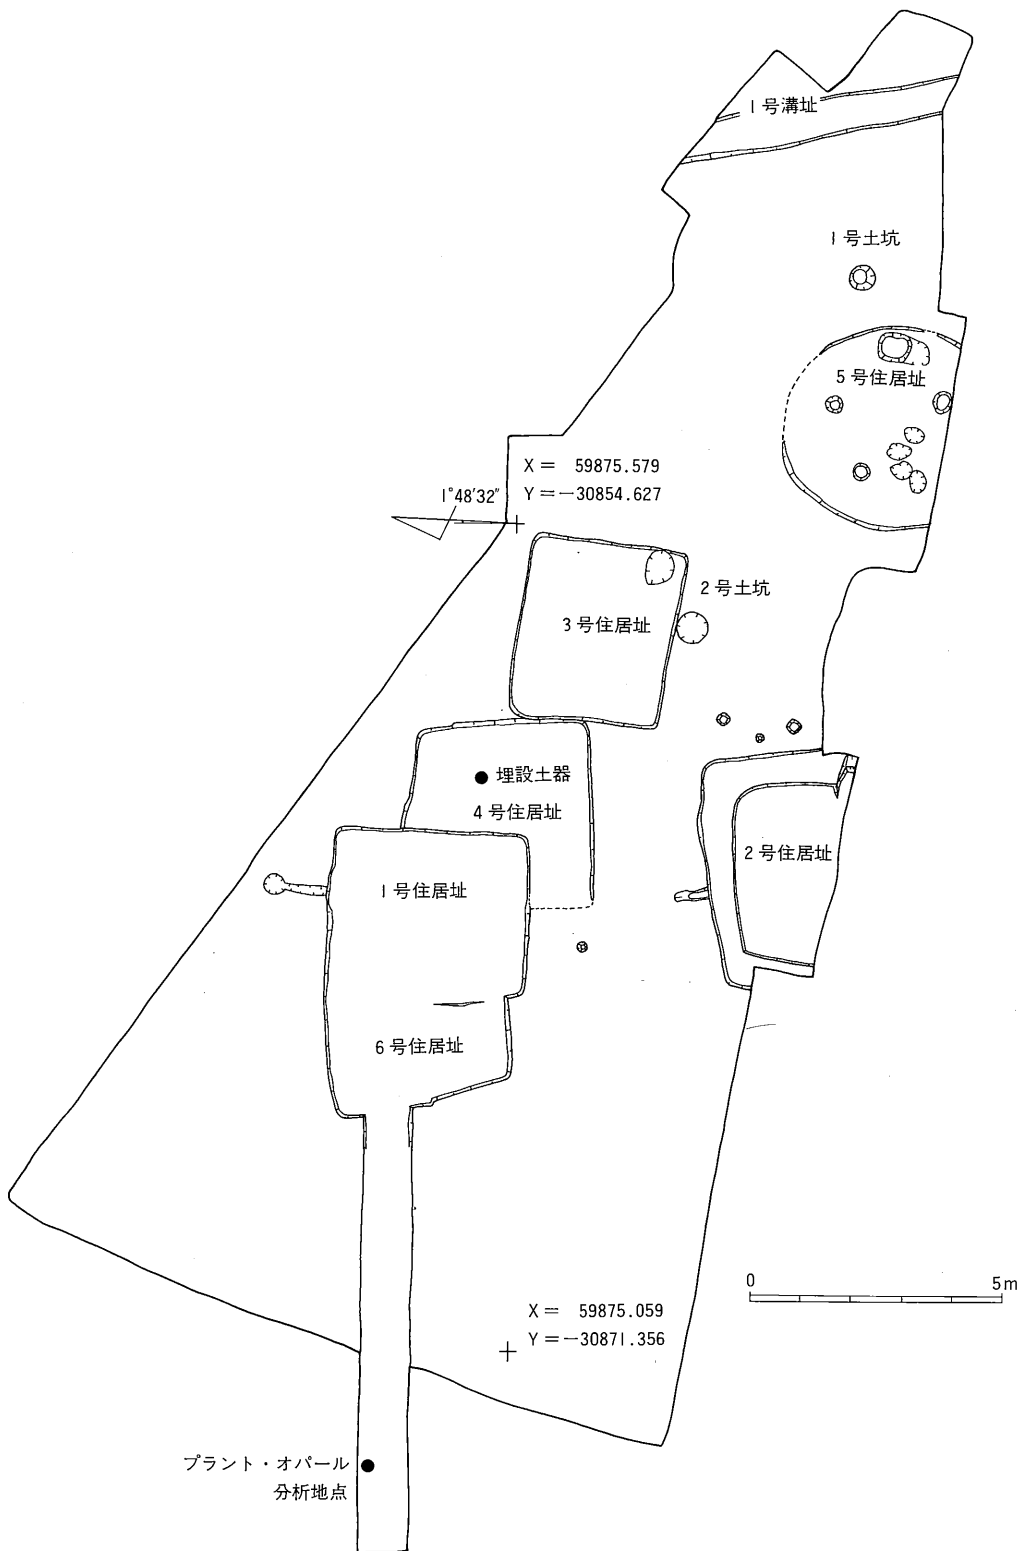 1号溝址
1号土坑
5号住居址
X = 59875.579
Y = −30854.627
1°48′32″
2号土坑
3号住居址
埋設土器
4号住居址
2号住居址
1号住居址
6号住居址
0 5m
X = 59875.059
Y = −30871.356
プラント・オパール
分析地点